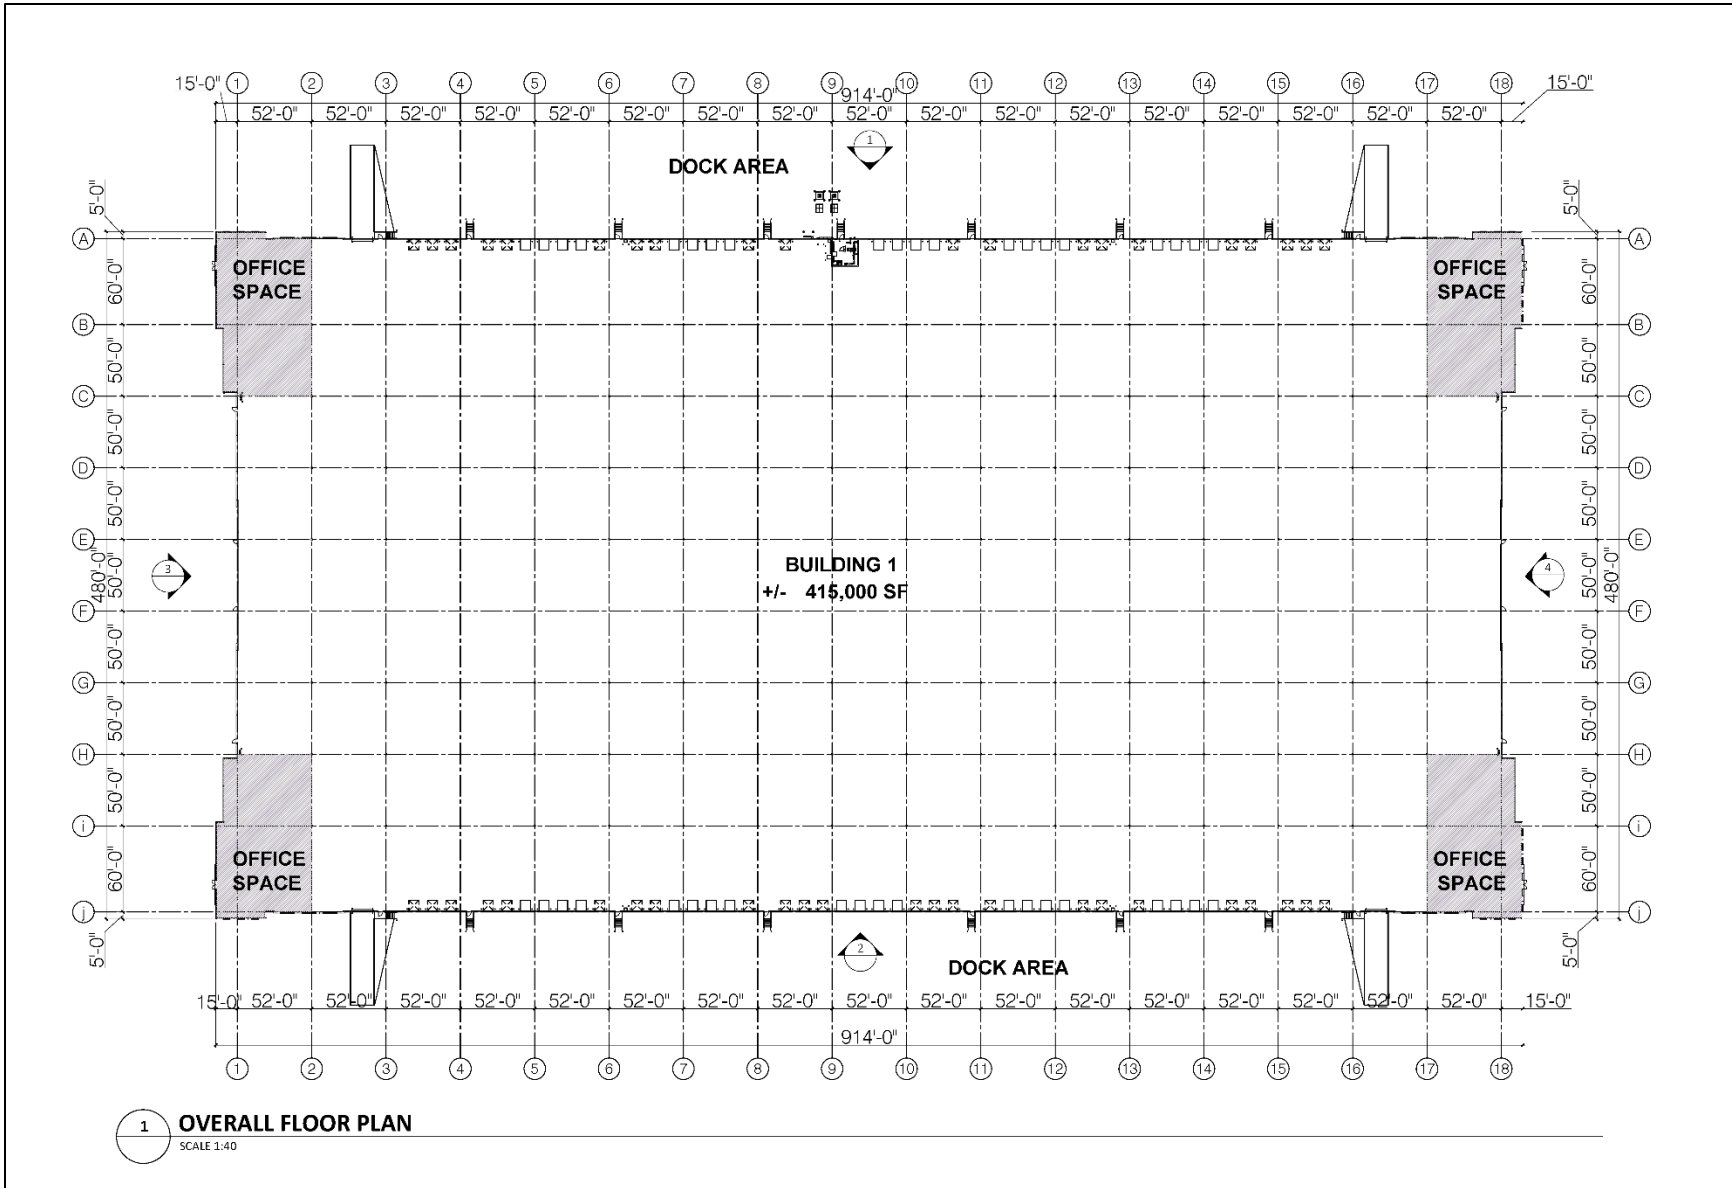 1 2 3 4 5 6 7 8 9 10 11 12 13 14 15 16 17 18
15'-0" 914'-0" 15'-0"
52'-0" 52'-0" 52'-0" 52'-0" 52'-0" 52'-0" 52'-0" 52'-0" 52'-0" 52'-0" 52'-0" 52'-0" 52'-0" 52'-0" 52'-0" 52'-0" 52'-0"
1
DOCK AREA
5'-0" 5'-0"
A A
OFFICE OFFICE
SPACE SPACE
60'-0" 60'-0"
B B
50'-0" 50'-0"
C C
50'-0" 50'-0"
D D
50'-0" 50'-0"
E E
BUILDING 1
3 480'-0" 50'-0" 50'-0" 480'-0" 4
+/- 415,000 SF
F F
50'-0" 50'-0"
G G
50'-0" 50'-0"
H H
50'-0" 50'-0"
i i
OFFICE OFFICE
SPACE SPACE
60'-0" 60'-0"
j j
5'-0" 5'-0"
2
DOCK AREA
15'-0" 52'-0" 52'-0" 52'-0" 52'-0" 52'-0" 52'-0" 52'-0" 52'-0" 52'-0" 52'-0" 52'-0" 52'-0" 52'-0" 52'-0" 52'-0" 52'-0" 52'-0" 15'-0"
914'-0"
1 2 3 4 5 6 7 8 9 10 11 12 13 14 15 16 17 18
1 OVERALL FLOOR PLAN
SCALE 1:40